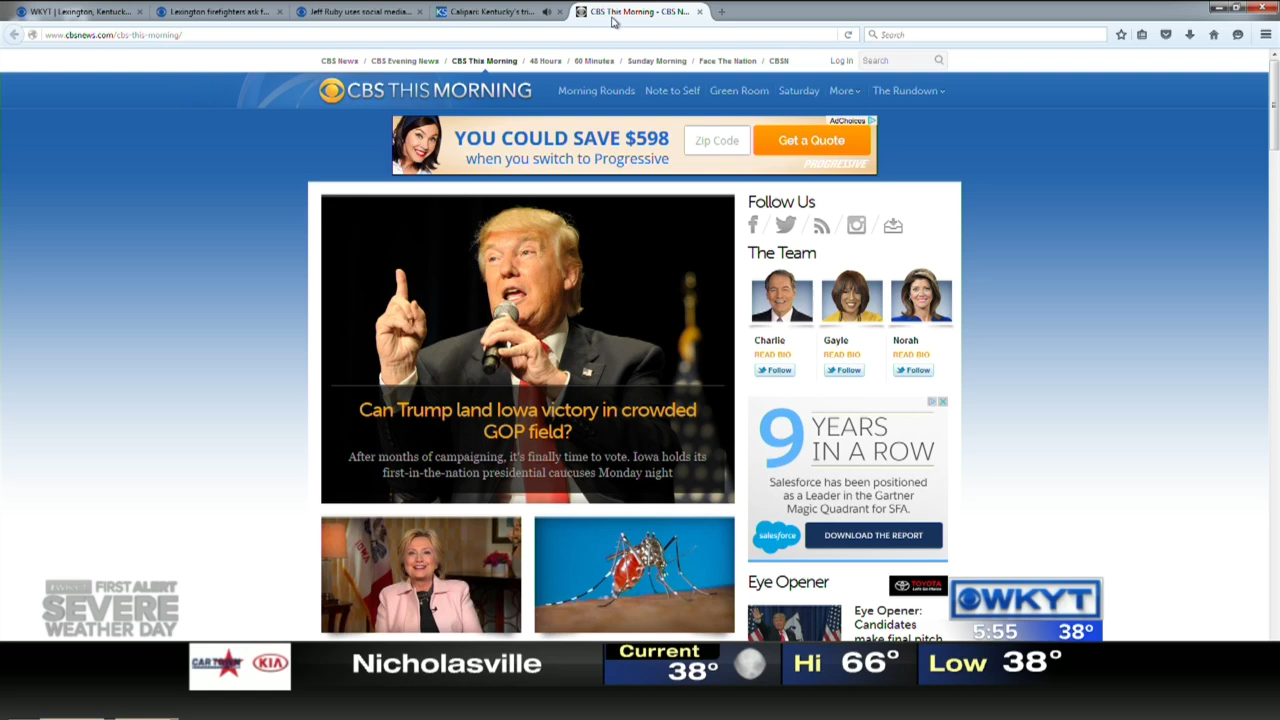 WKYT | Lexington, Kentuck...
Lexington firefighters ask f...
Jeff Ruby uses social media...
Calipari: Kentucky's tri...
CBS This Morning - CBS N...
www.cbsnews.com/cbs-this-morning/
Search
CBS News / CBS Evening News / CBS This Morning / 48 Hours / 60 Minutes / Sunday Morning / Face The Nation / CBSN
Log In
Search
CBS THIS MORNING
Morning Rounds
Note to Self
Green Room
Saturday
More
The Rundown
AdChoices
YOU COULD SAVE $598
when you switch to Progressive
Zip Code
Get a Quote
PROGRESSIVE
Can Trump land Iowa victory in crowded
GOP field?
After months of campaigning, it's finally time to vote. Iowa holds its
first-in-the-nation presidential caucuses Monday night
Follow Us
The Team
Charlie
READ BIO
Follow
Gayle
READ BIO
Follow
Norah
READ BIO
Follow
9 YEARS
IN A ROW
Salesforce has been positioned
as a Leader in the Gartner
Magic Quadrant for SFA.
salesforce
DOWNLOAD THE REPORT
Eye Opener
TOYOTA
Eye Opener:
Candidates
make final pitch
IOWA
FIRST ALERT
SEVERE
WEATHER DAY
WKYT
5:55 38°
CAR TOWN
KIA
Nicholasville
Current
38°
Hi 66°
Low 38°